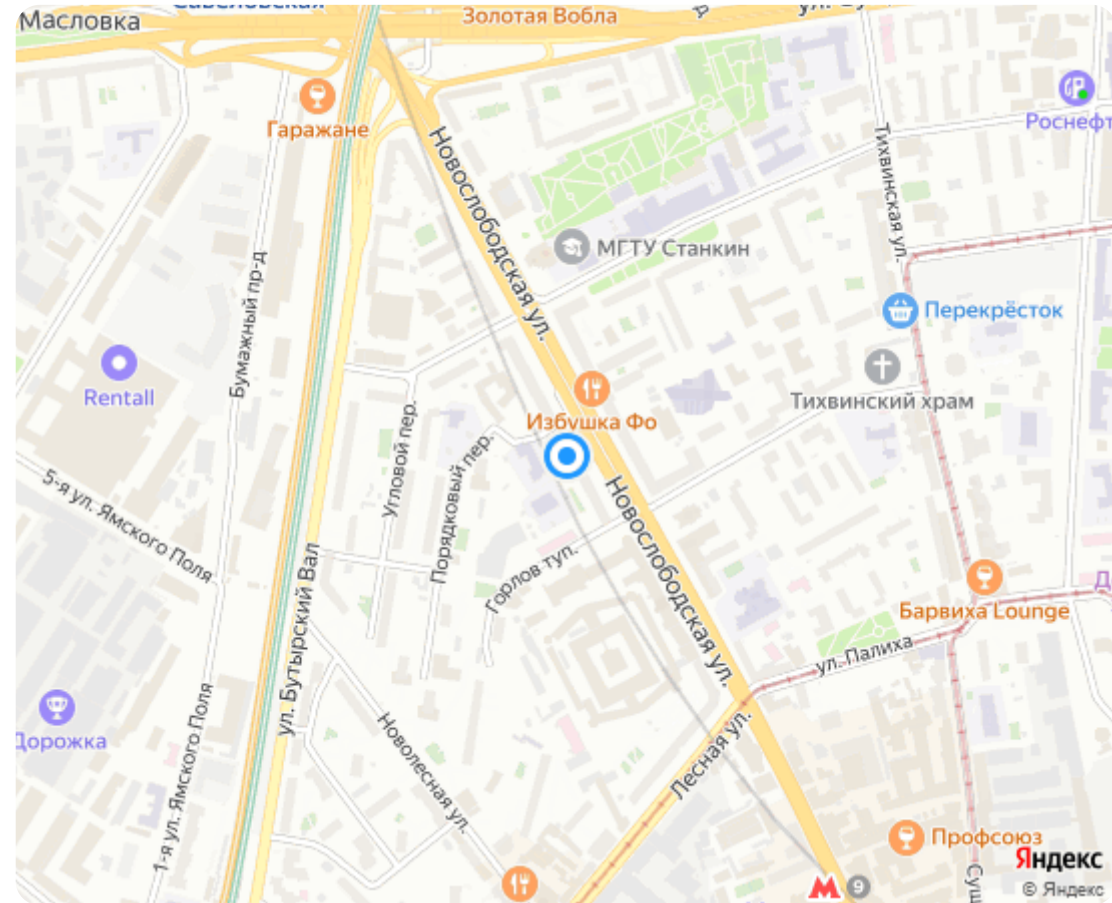 Савёловская
Золотая Вобла
Масловка
Гаражане
Роснефт
Новослободская ул.
Тихвинская ул.
МГТУ Станкин
Бумажный пр-д
Перекрёсток
Rentall
Тихвинский храм
Избушка Фо
Угловой пер.
Порядковый пер.
5-я ул. Ямского Поля
Новослободская ул.
Горлов туп.
ул. Бутырский Вал
Барвиха Lounge
ул. Палиха
Дорожка
1-я ул. Ямского Поля
Новолесная ул.
Лесная ул.
Профсоюз
Яндекс
9
© Яндекс